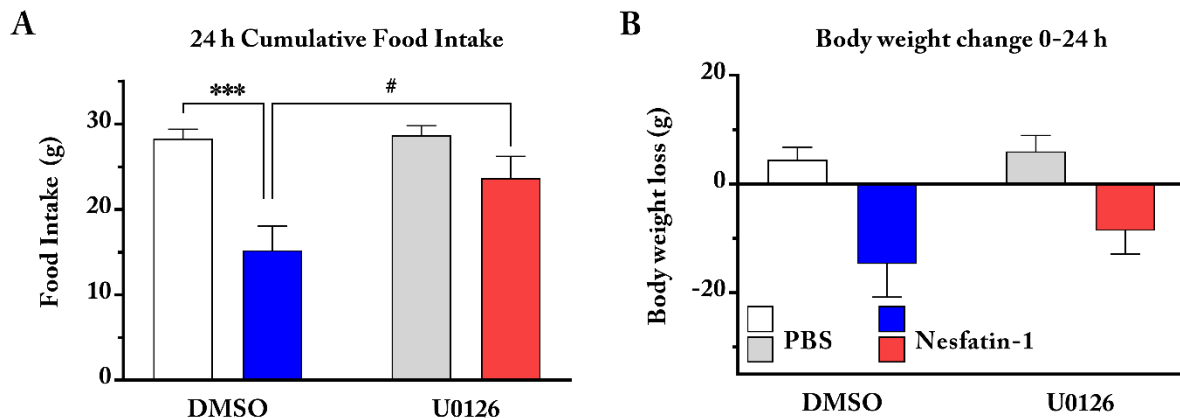 A
24 h Cumulative Food Intake
***
#
Food Intake (g)
30
20
10
0
DMSO
U0126
B
Body weight change 0-24 h
Body weight loss (g)
20
0
-20
PBS
Nesfatin-1
DMSO
U0126